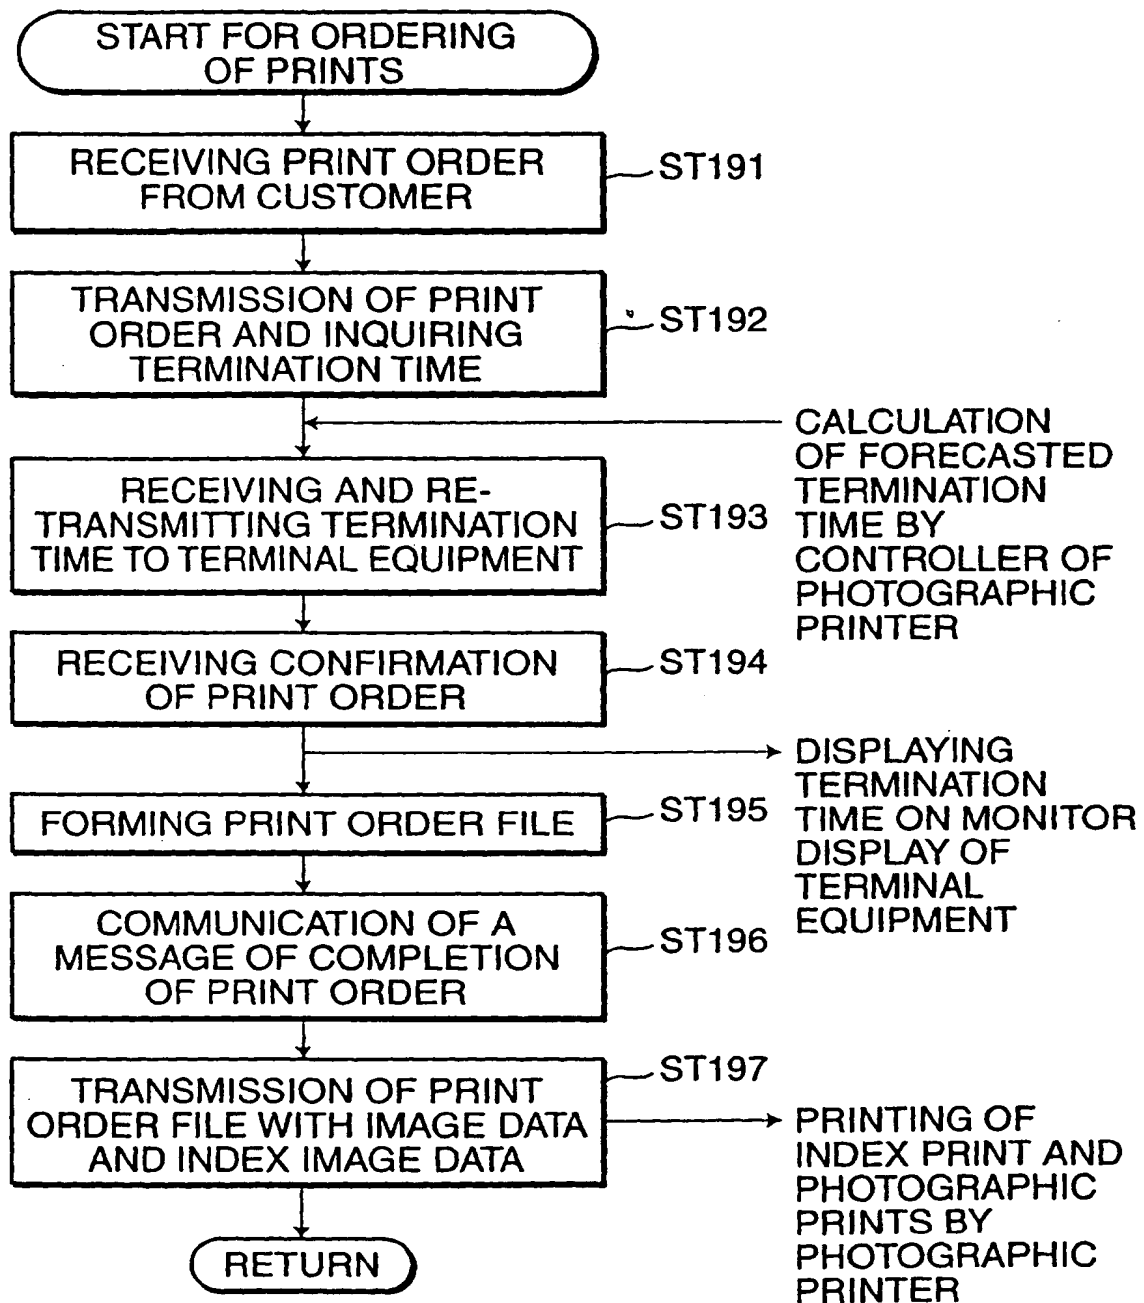 START FOR ORDERING
OF PRINTS
RECEIVING PRINT ORDER
FROM CUSTOMER
ST191
TRANSMISSION OF PRINT
ORDER AND INQUIRING
TERMINATION TIME
ST192
CALCULATION
OF FORECASTED
TERMINATION
TIME BY
CONTROLLER OF
PHOTOGRAPHIC
PRINTER
RECEIVING AND RE-
TRANSMITTING TERMINATION
TIME TO TERMINAL EQUIPMENT
ST193
RECEIVING CONFIRMATION
OF PRINT ORDER
ST194
DISPLAYING
TERMINATION
TIME ON MONITOR
DISPLAY OF
TERMINAL
EQUIPMENT
FORMING PRINT ORDER FILE
ST195
COMMUNICATION OF A
MESSAGE OF COMPLETION
OF PRINT ORDER
ST196
TRANSMISSION OF PRINT
ORDER FILE WITH IMAGE DATA
AND INDEX IMAGE DATA
ST197
PRINTING OF
INDEX PRINT AND
PHOTOGRAPHIC
PRINTS BY
PHOTOGRAPHIC
PRINTER
RETURN